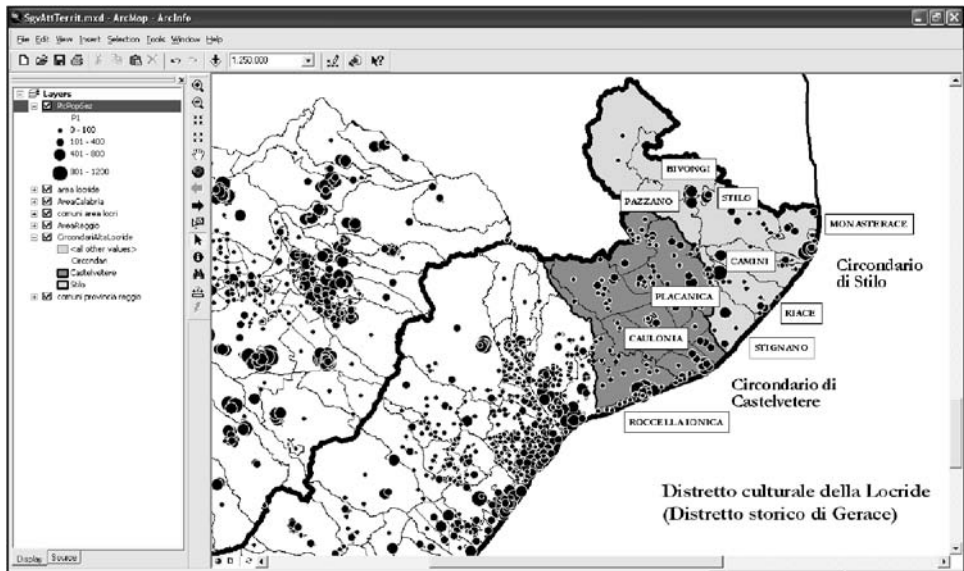 SgvAttTerrit.mxd - ArcMap - ArcInfo
File Edit View Insert Selection Tools Window Help
1:250.000
Layers
RcPopSez
P1
0 - 100
101 - 400
401 - 800
801 - 1200
area locride
AreaCalabria
comuni area locri
AreaReggio
CircondariAltaLocride
<all other values>
Circondari
Castelvetere
Stilo
comuni provincia reggio
Display Source
BIVONGI
PAZZANO
STILO
MONASTERACE
CAMINI
Circondario
di Stilo
PLACANICA
RIACE
CAULONIA
STIGNANO
Circondario di
Castelvetere
ROCCELLA IONICA
Distretto culturale della Locride
(Distretto storico di Gerace)